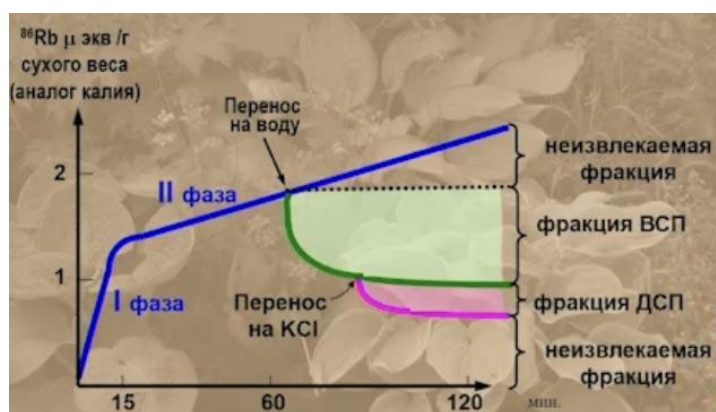 ⁸⁶Rb μ экв /г
сухого веса
(аналог калия)
Перенос
на воду
2
II фаза
неизвлекаемая
фракция
фракция ВСП
1
I фаза
Перенос
на KCl
фракция ДСП
неизвлекаемая
фракция
15
60
120
мин.